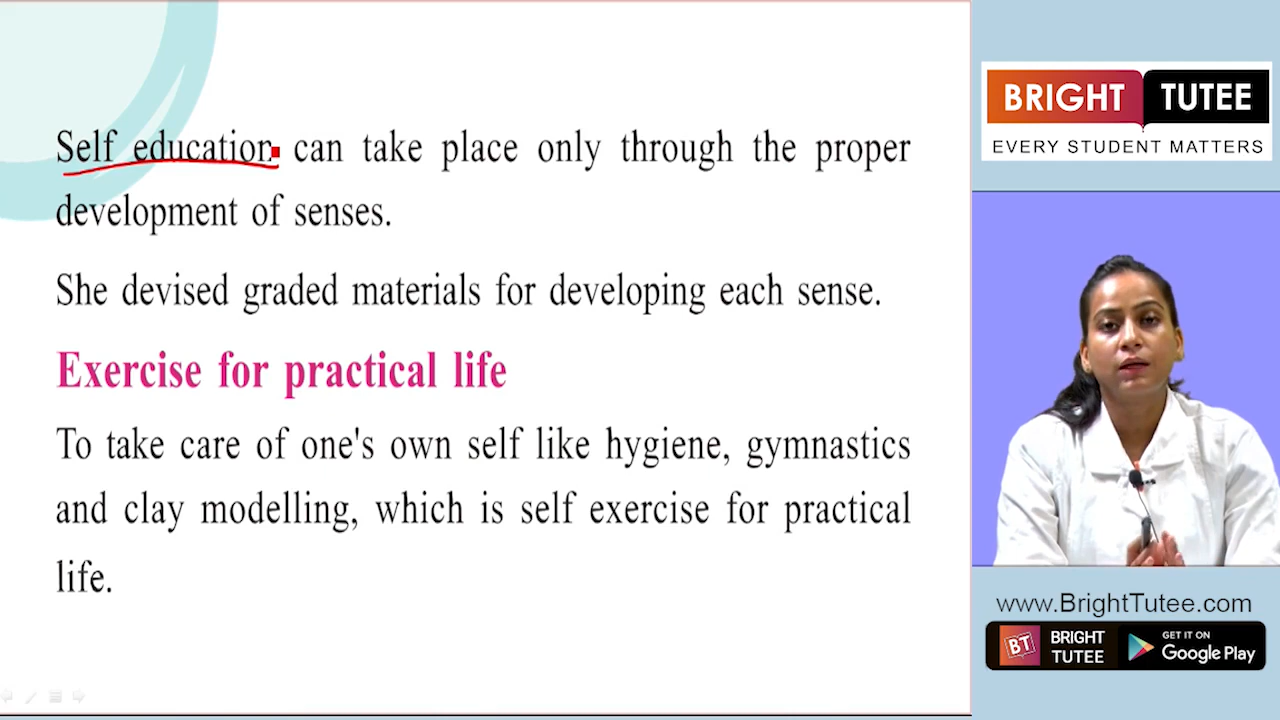 Self education can take place only through the proper
development of senses.
She devised graded materials for developing each sense.
Exercise for practical life
To take care of one's own self like hygiene, gymnastics
and clay modelling, which is self exercise for practical
life.
BRIGHT TUTEE
EVERY STUDENT MATTERS
www.BrightTutee.com
BT
BRIGHT
TUTEE
GET IT ON
Google Play